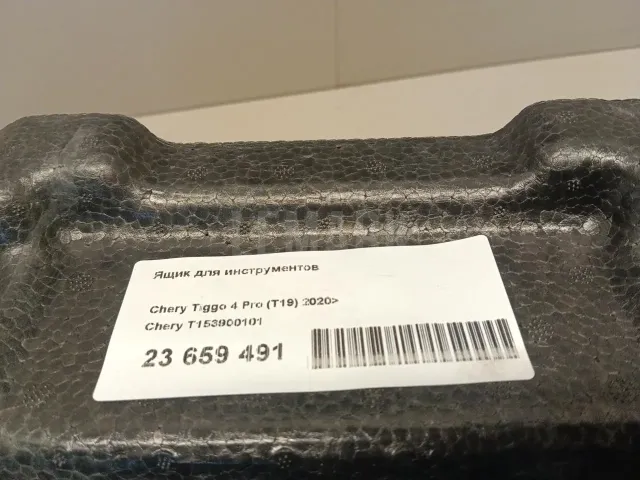 Ящик для инструментов
Chery Tiggo 4 Pro (T19) 2020>
Chery T153900101
23 659 491